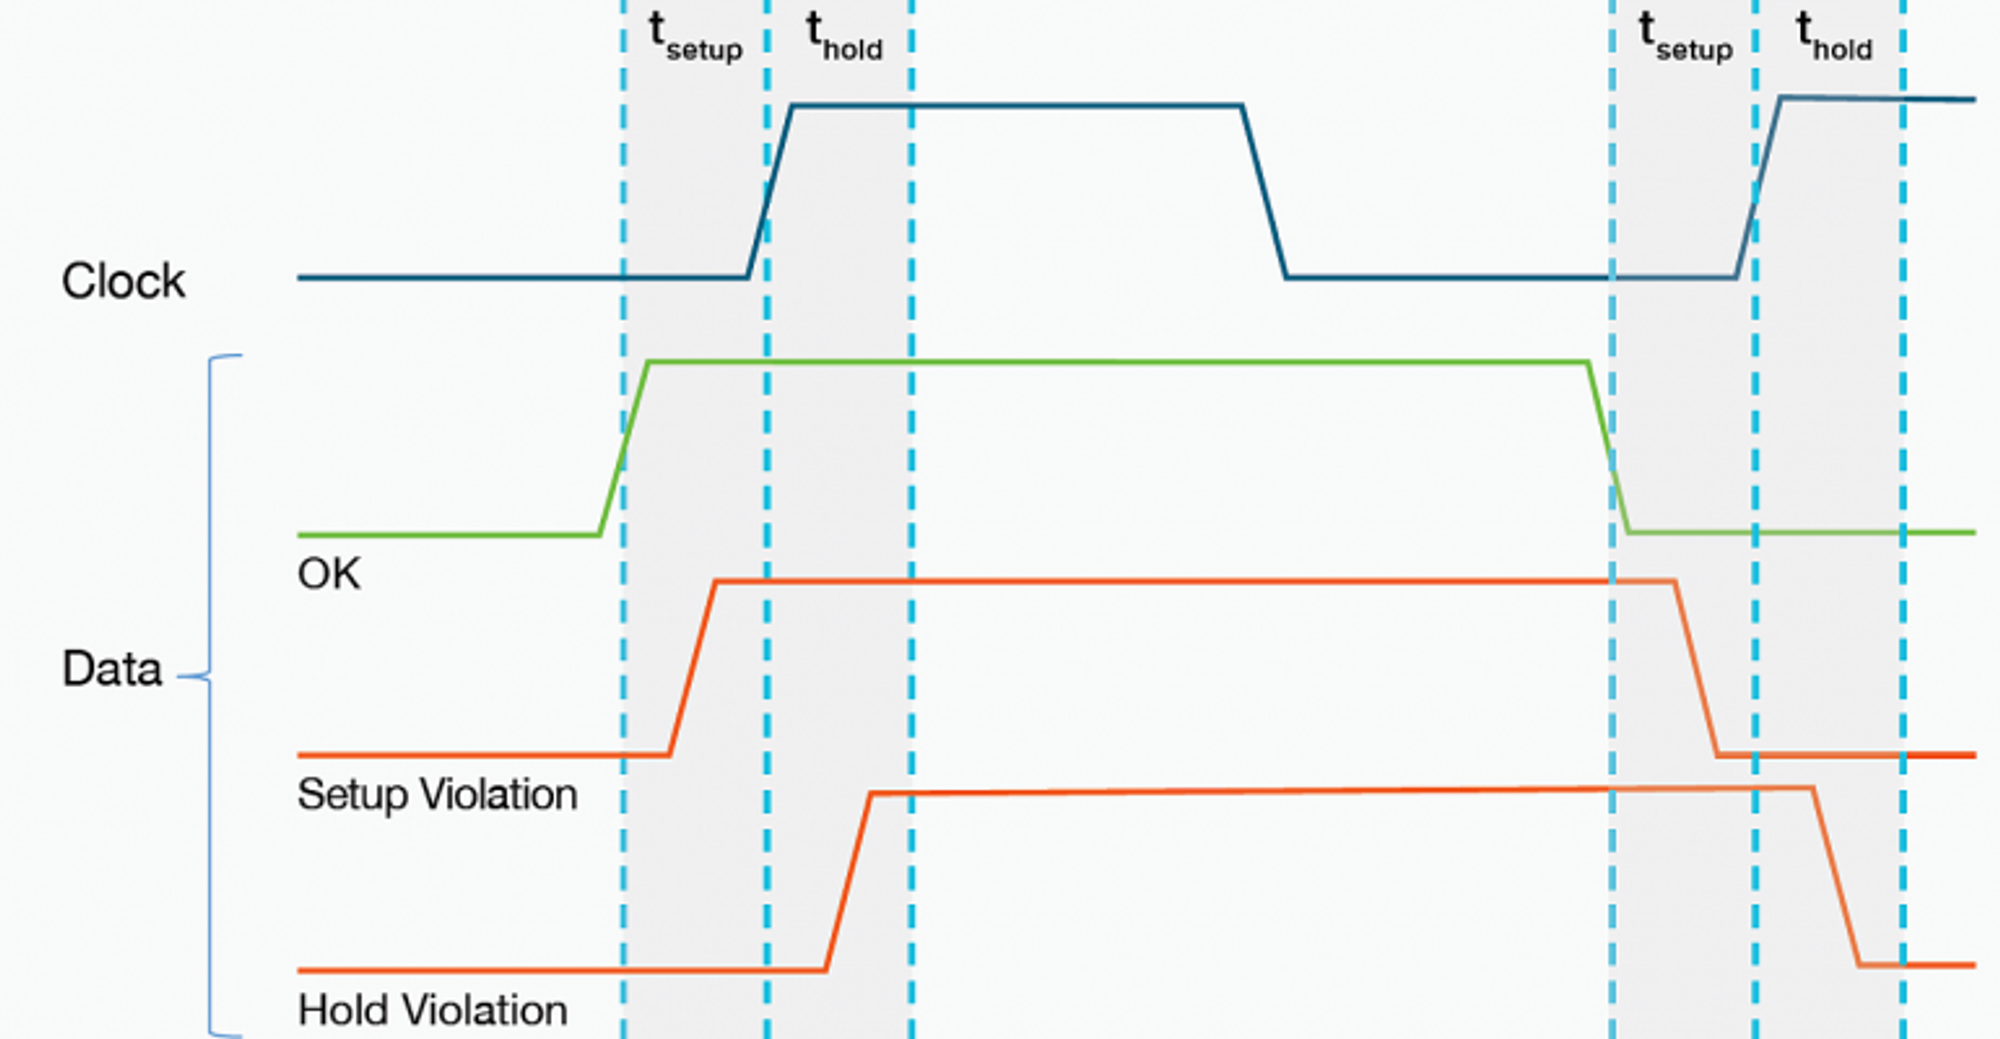 tsetup thold tsetup thold
Clock
OK
Data
Setup Violation
Hold Violation